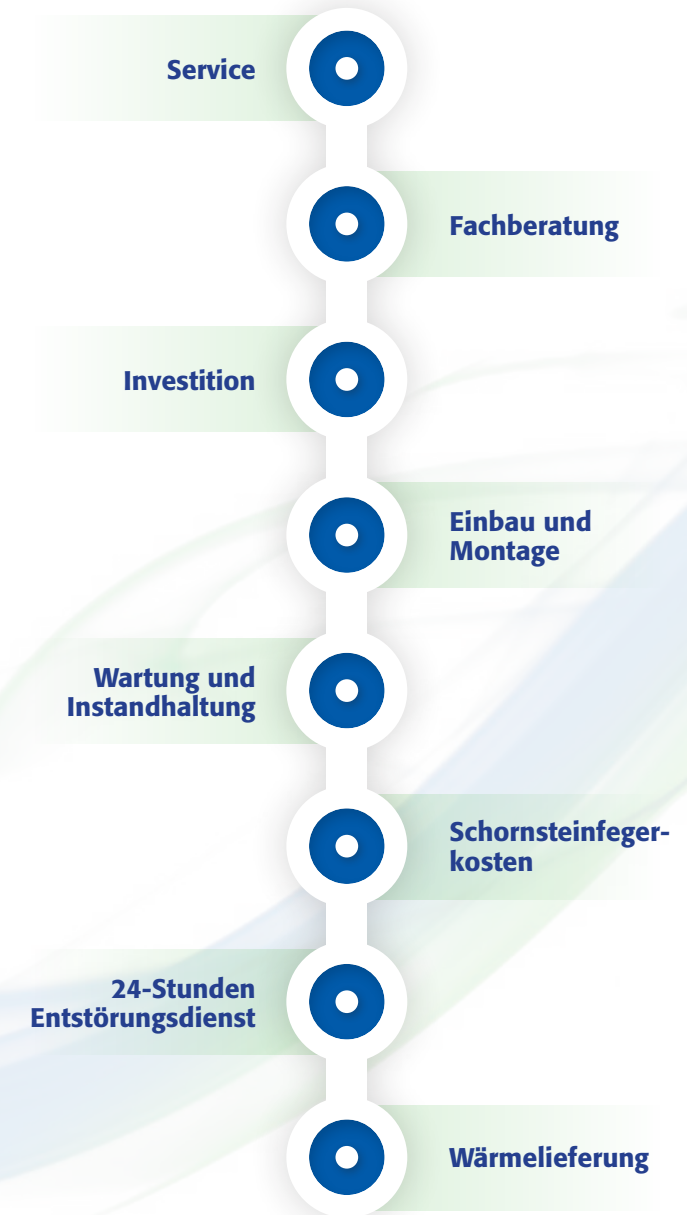 Service
Fachberatung
Investition
Einbau und
Montage
Wartung und
Instandhaltung
Schornsteinfeger-
kosten
24-Stunden
Entstörungsdienst
Wärmelieferung